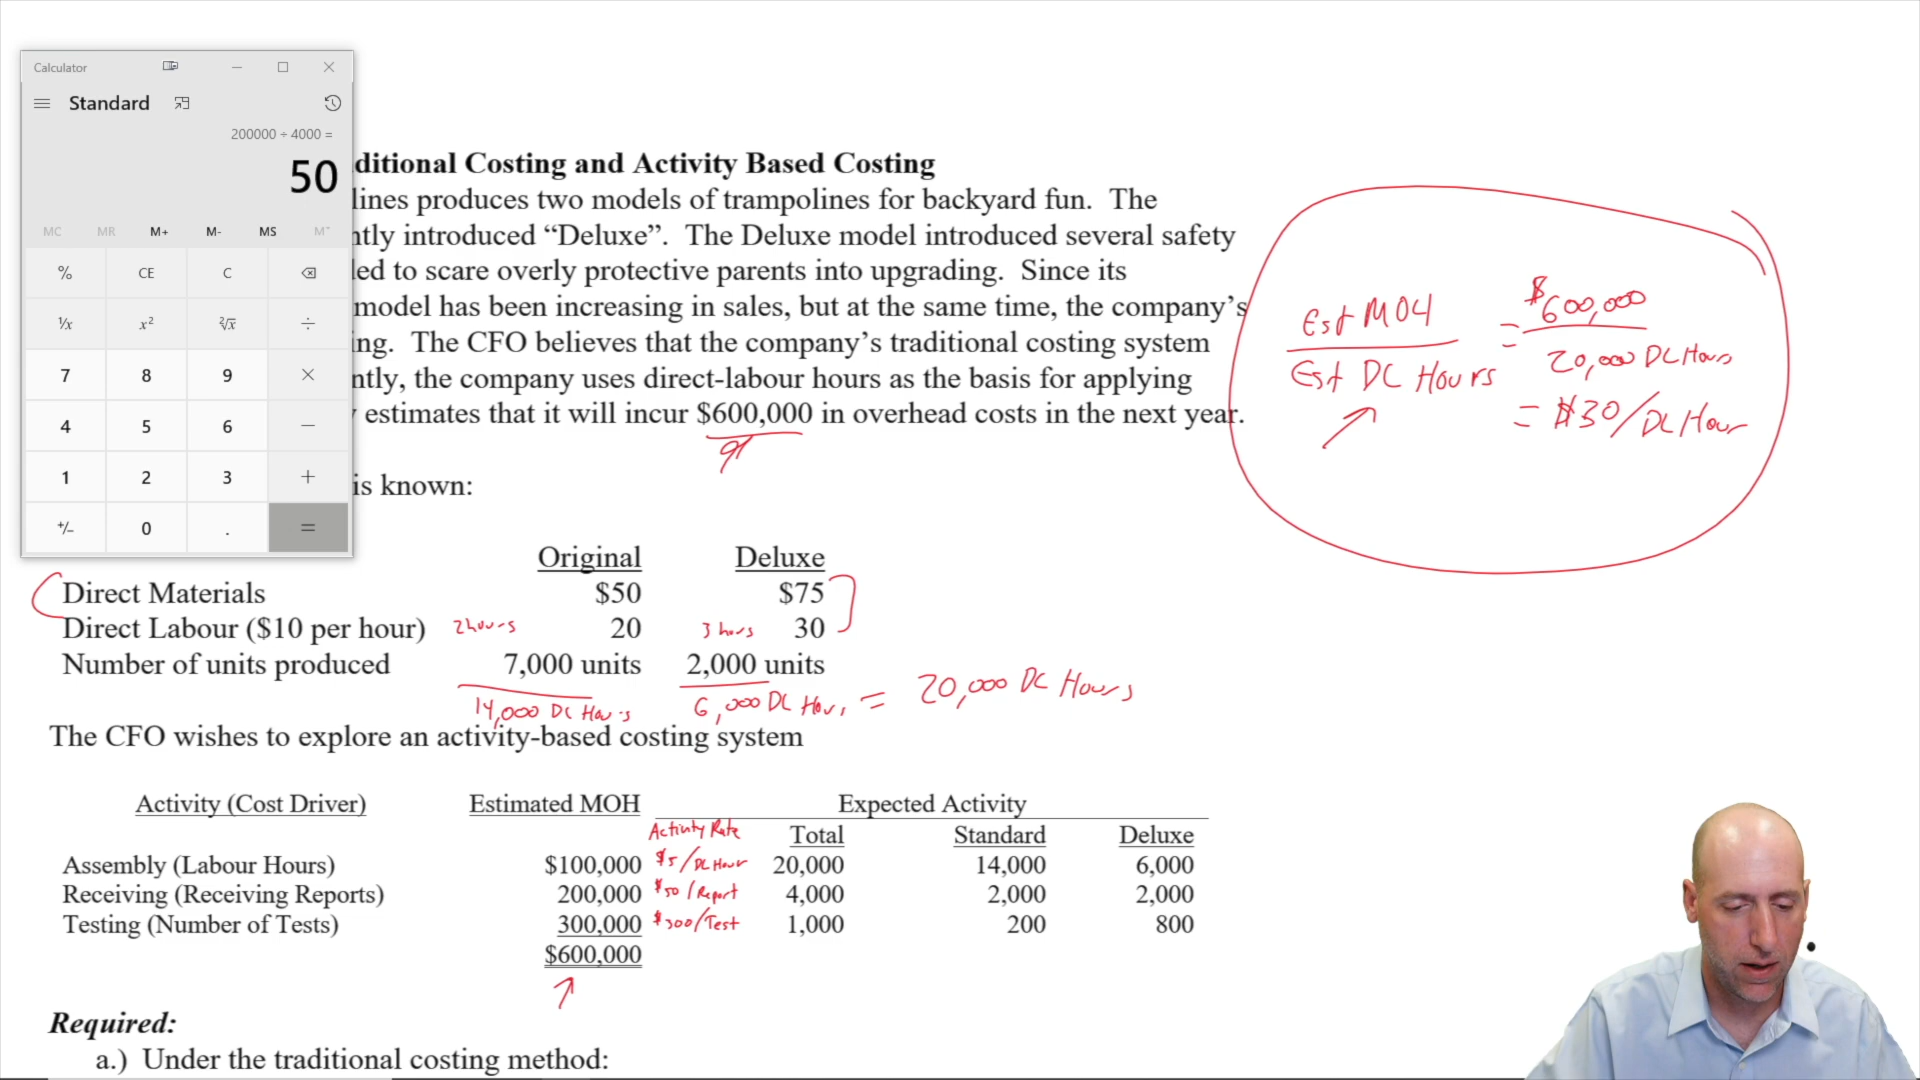 Calculator
Standard
200000 ÷ 4000 =
50
MC MR M+ M- MS M˅
% CE C
⅟x x² ²√x ÷
7 8 9 ×
4 5 6 −
1 2 3 +
+/− 0 . =
ditional Costing and Activity Based Costing
lines produces two models of trampolines for backyard fun. The
ntly introduced “Deluxe”. The Deluxe model introduced several safety
led to scare overly protective parents into upgrading. Since its
model has been increasing in sales, but at the same time, the company’s
ing. The CFO believes that the company’s traditional costing system
ntly, the company uses direct-labour hours as the basis for applying
estimates that it will incur $600,000 in overhead costs in the next year.
Est MOH = $600,000
Est DL Hours 20,000 DL Hours
= $30/DL Hour
is known:
Original Deluxe
Direct Materials $50 $75
Direct Labour ($10 per hour) 2 hours 20 3 hours 30
Number of units produced 7,000 units 2,000 units
14,000 DL Hours 6,000 DL Hours = 20,000 DL Hours
The CFO wishes to explore an activity-based costing system
Activity (Cost Driver) Estimated MOH Expected Activity
Activity Rate Total Standard Deluxe
Assembly (Labour Hours) $100,000 $5/DL Hour 20,000 14,000 6,000
Receiving (Receiving Reports) 200,000 $50/Report 4,000 2,000 2,000
Testing (Number of Tests) 300,000 $300/Test 1,000 200 800
$600,000
Required:
a.) Under the traditional costing method: